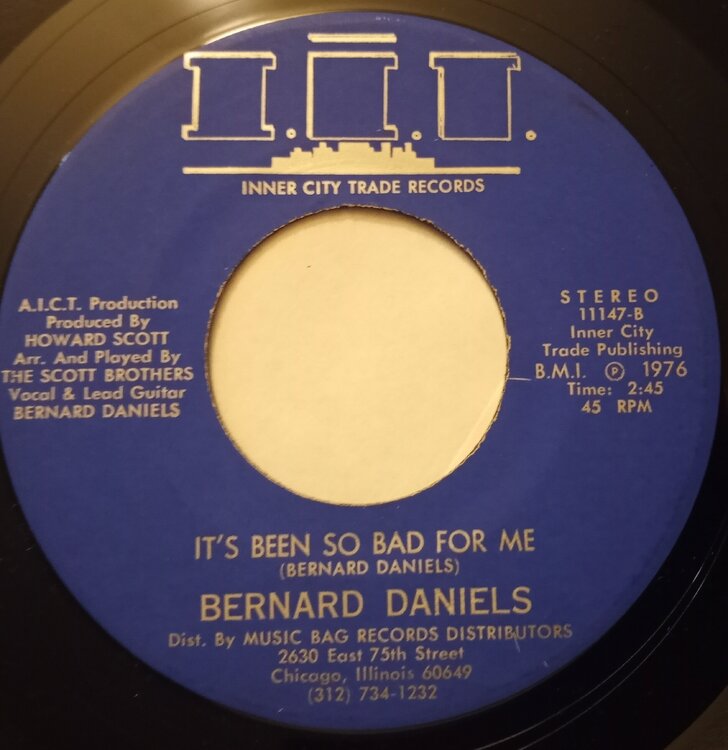 I.C.T.
INNER CITY TRADE RECORDS
A.I.C.T. Production
Produced By
HOWARD SCOTT
Arr. And Played By
THE SCOTT BROTHERS
Vocal & Lead Guitar
BERNARD DANIELS
STEREO
11147-B
Inner City
Trade Publishing
B.M.I. ℗ 1976
Time: 2:45
45 RPM
IT'S BEEN SO BAD FOR ME
(BERNARD DANIELS)
BERNARD DANIELS
Dist. By MUSIC BAG RECORDS DISTRIBUTORS
2630 East 75th Street
Chicago, Illinois 60649
(312) 734-1232